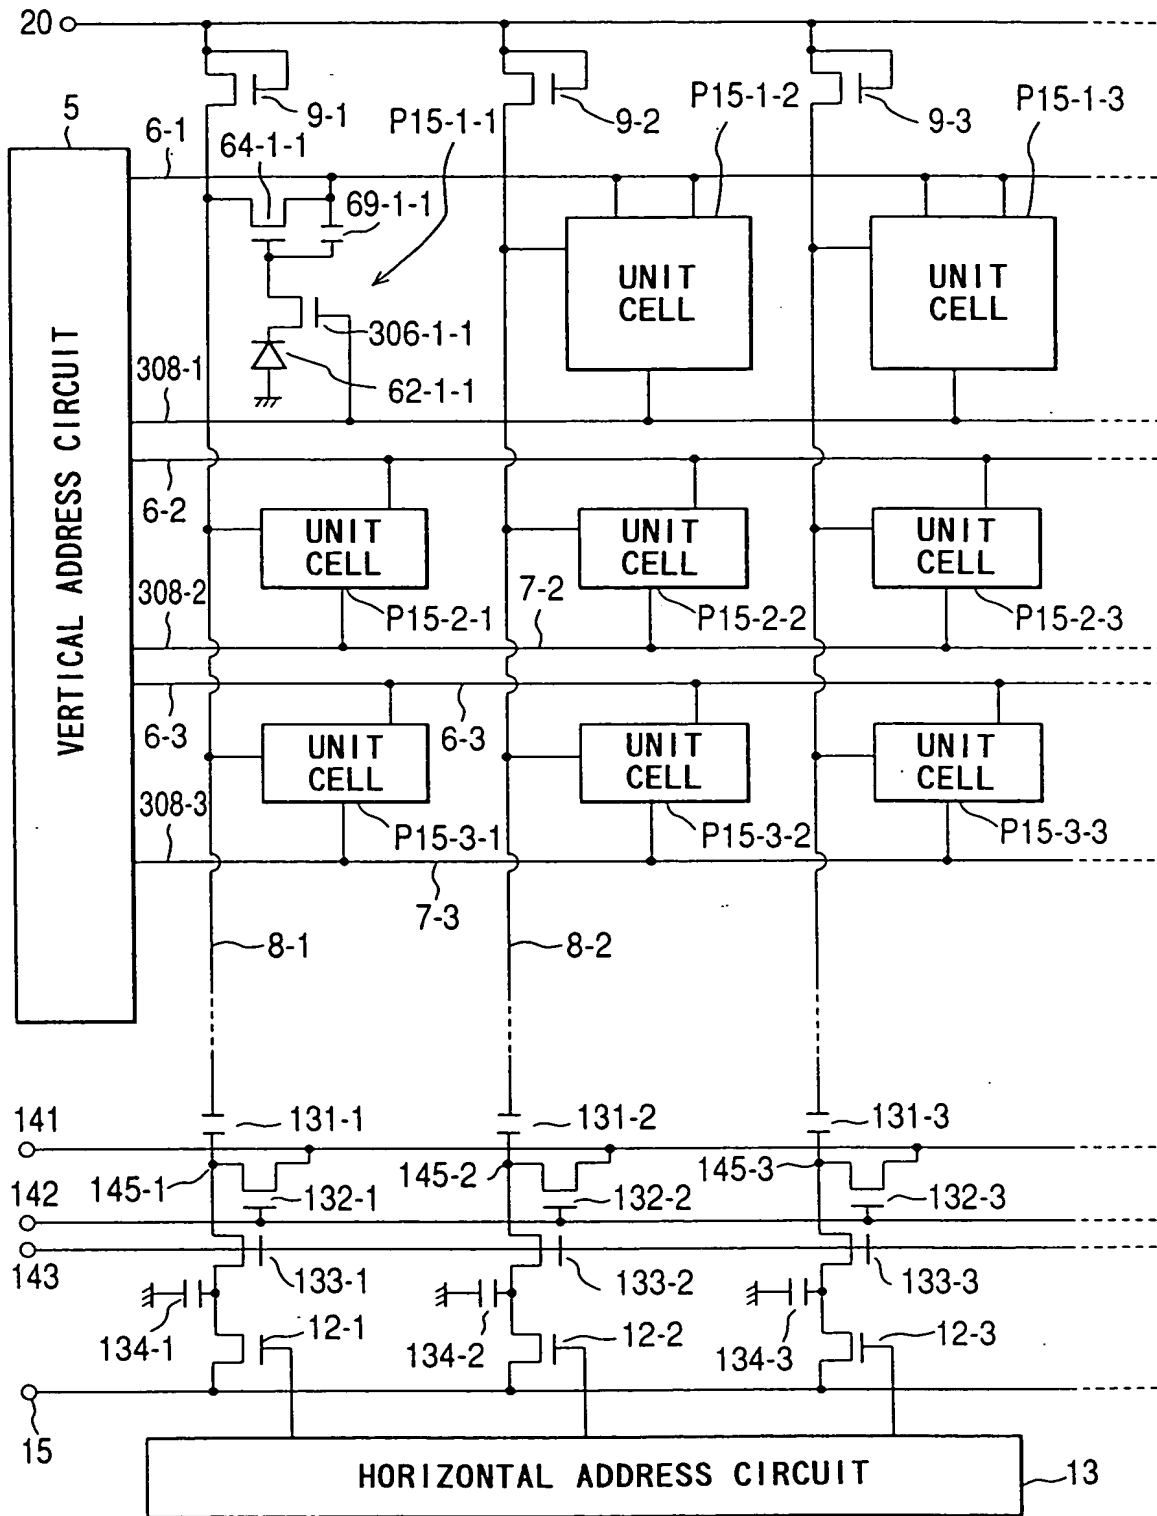 20
5
9-1
P15-1-1
9-2
P15-1-2
9-3
P15-1-3
6-1
64-1-1
69-1-1
UNIT
CELL
UNIT
CELL
306-1-1
62-1-1
308-1
VERTICAL ADDRESS CIRCUIT
6-2
UNIT
CELL
UNIT
CELL
UNIT
CELL
308-2
P15-2-1
7-2
P15-2-2
P15-2-3
6-3
6-3
UNIT
CELL
UNIT
CELL
UNIT
CELL
308-3
P15-3-1
P15-3-2
P15-3-3
7-3
8-1
8-2
141
131-1
131-2
131-3
145-1
145-2
145-3
142
132-1
132-2
132-3
143
133-1
133-2
133-3
134-1
12-1
134-2
12-2
134-3
12-3
15
HORIZONTAL ADDRESS CIRCUIT
13